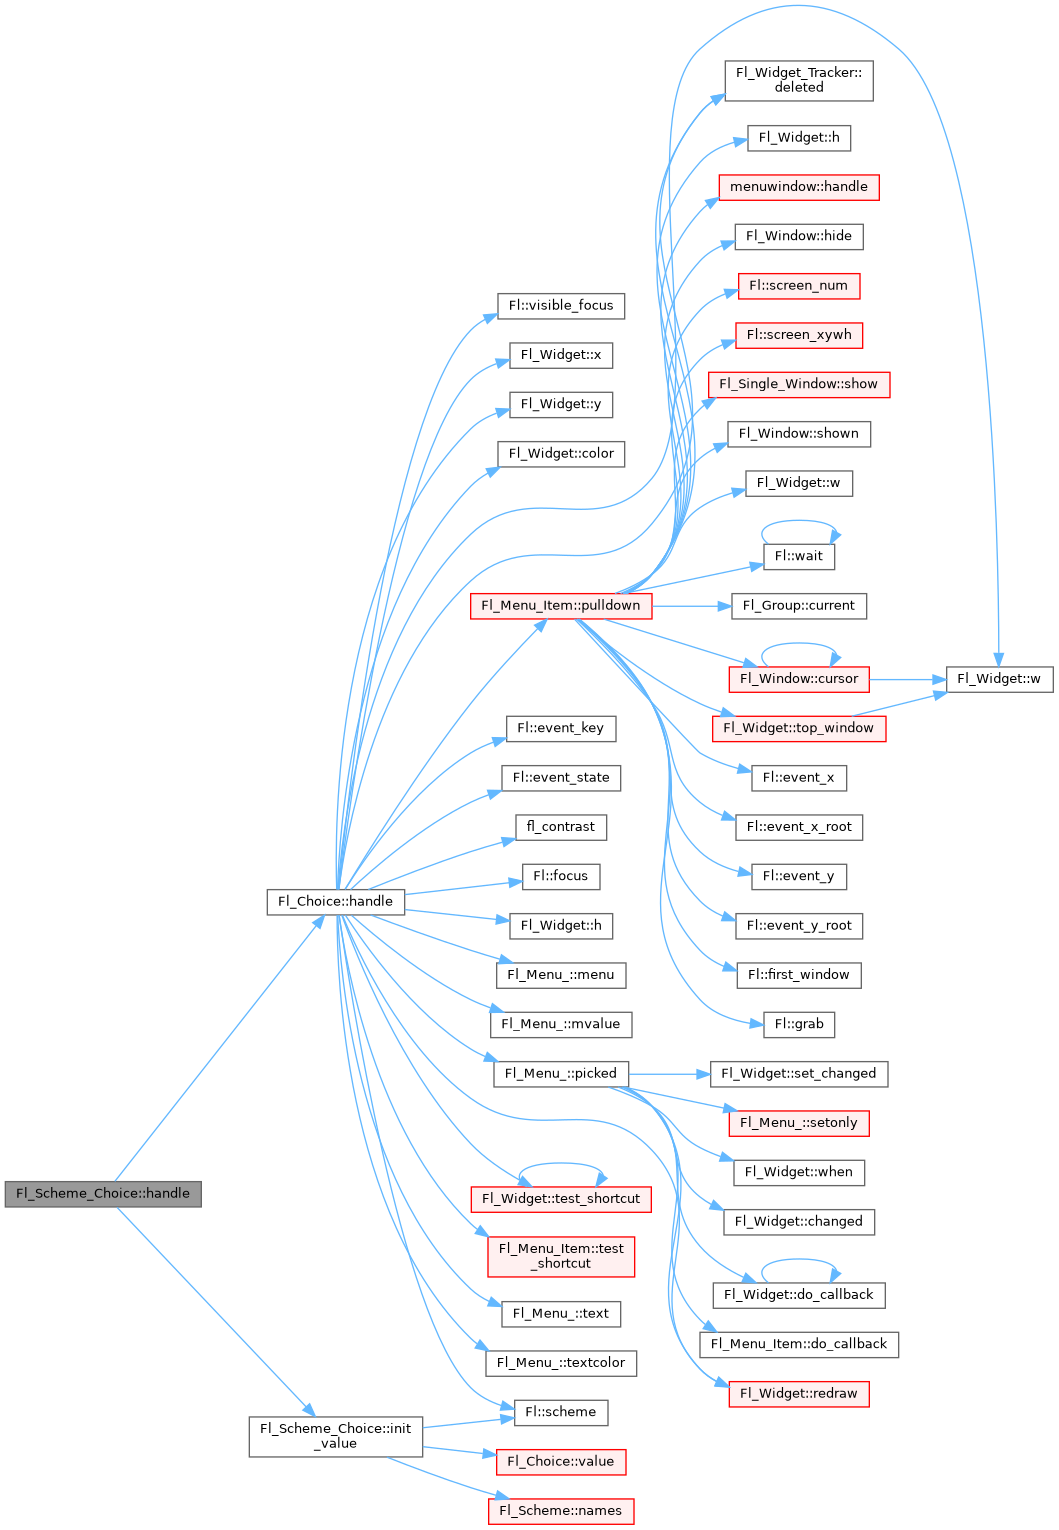 Fl_Widget_Tracker::
deleted
Fl_Widget::h
menuwindow::handle
Fl_Window::hide
Fl::screen_num
Fl::visible_focus
Fl::screen_xywh
Fl_Widget::x
Fl_Single_Window::show
Fl_Widget::y
Fl_Window::shown
Fl_Widget::color
Fl_Widget::w
Fl::wait
Fl_Menu_Item::pulldown
Fl_Group::current
Fl_Window::cursor
Fl_Widget::w
Fl::event_key
Fl_Widget::top_window
Fl::event_state
Fl::event_x
fl_contrast
Fl::event_x_root
Fl::focus
Fl::event_y
Fl_Choice::handle
Fl_Widget::h
Fl::event_y_root
Fl_Menu_::menu
Fl::first_window
Fl_Menu_::mvalue
Fl::grab
Fl_Menu_::picked
Fl_Widget::set_changed
Fl_Menu_::setonly
Fl_Widget::when
Fl_Scheme_Choice::handle
Fl_Widget::test_shortcut
Fl_Widget::changed
Fl_Menu_Item::test
_shortcut
Fl_Widget::do_callback
Fl_Menu_::text
Fl_Menu_Item::do_callback
Fl_Menu_::textcolor
Fl_Widget::redraw
Fl::scheme
Fl_Scheme_Choice::init
_value
Fl_Choice::value
Fl_Scheme::names